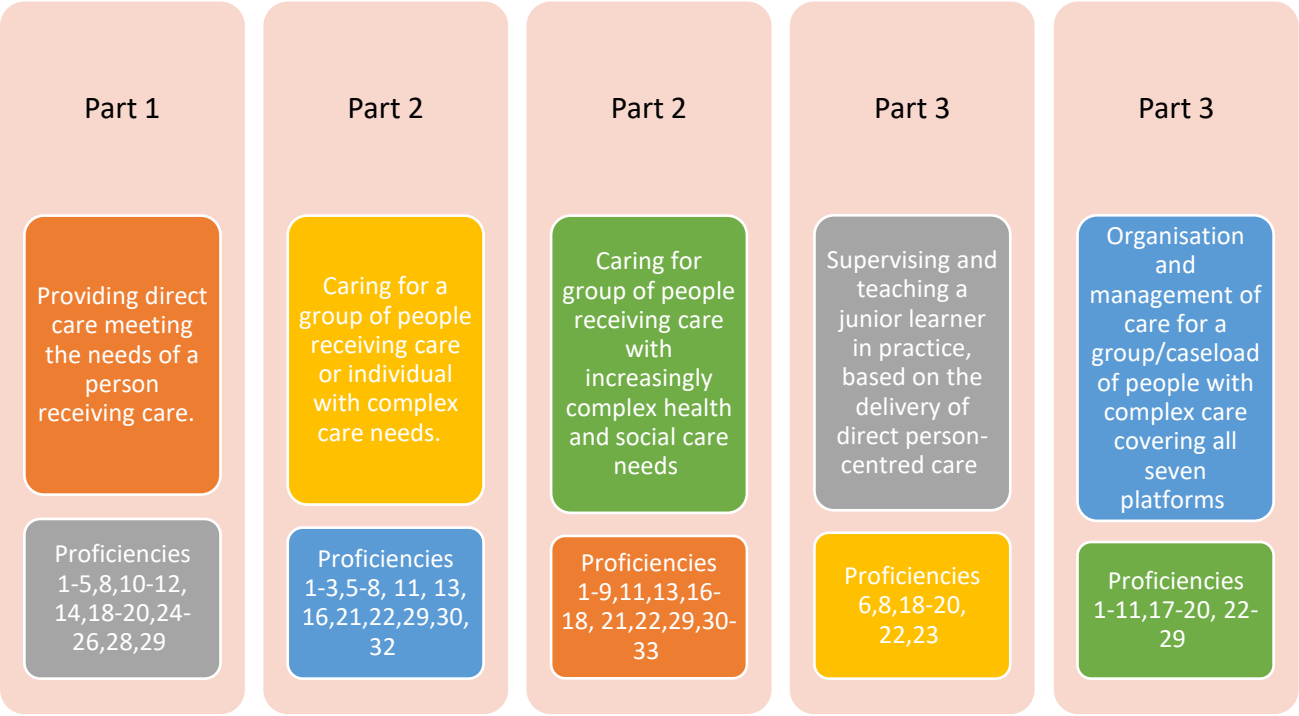 Part 1
Providing direct
care meeting
the needs of a
person
receiving care.
Proficiencies
1-5,8,10-12,
14,18-20,24-
26,28,29
Part 2
Caring for a
group of people
receiving care
or individual
with complex
care needs.
Proficiencies
1-3,5-8, 11, 13,
16,21,22,29,30,
32
Part 2
Caring for
group of people
receiving care
with
increasingly
complex health
and social care
needs
Proficiencies
1-9,11,13,16-
18, 21,22,29,30-
33
Part 3
Supervising and
teaching a
junior learner
in practice,
based on the
delivery of
direct person-
centred care
Proficiencies
6,8,18-20,
22,23
Part 3
Organisation
and
management of
care for a
group/caseload
of people with
complex care
covering all
seven
platforms
Proficiencies
1-11,17-20, 22-
29